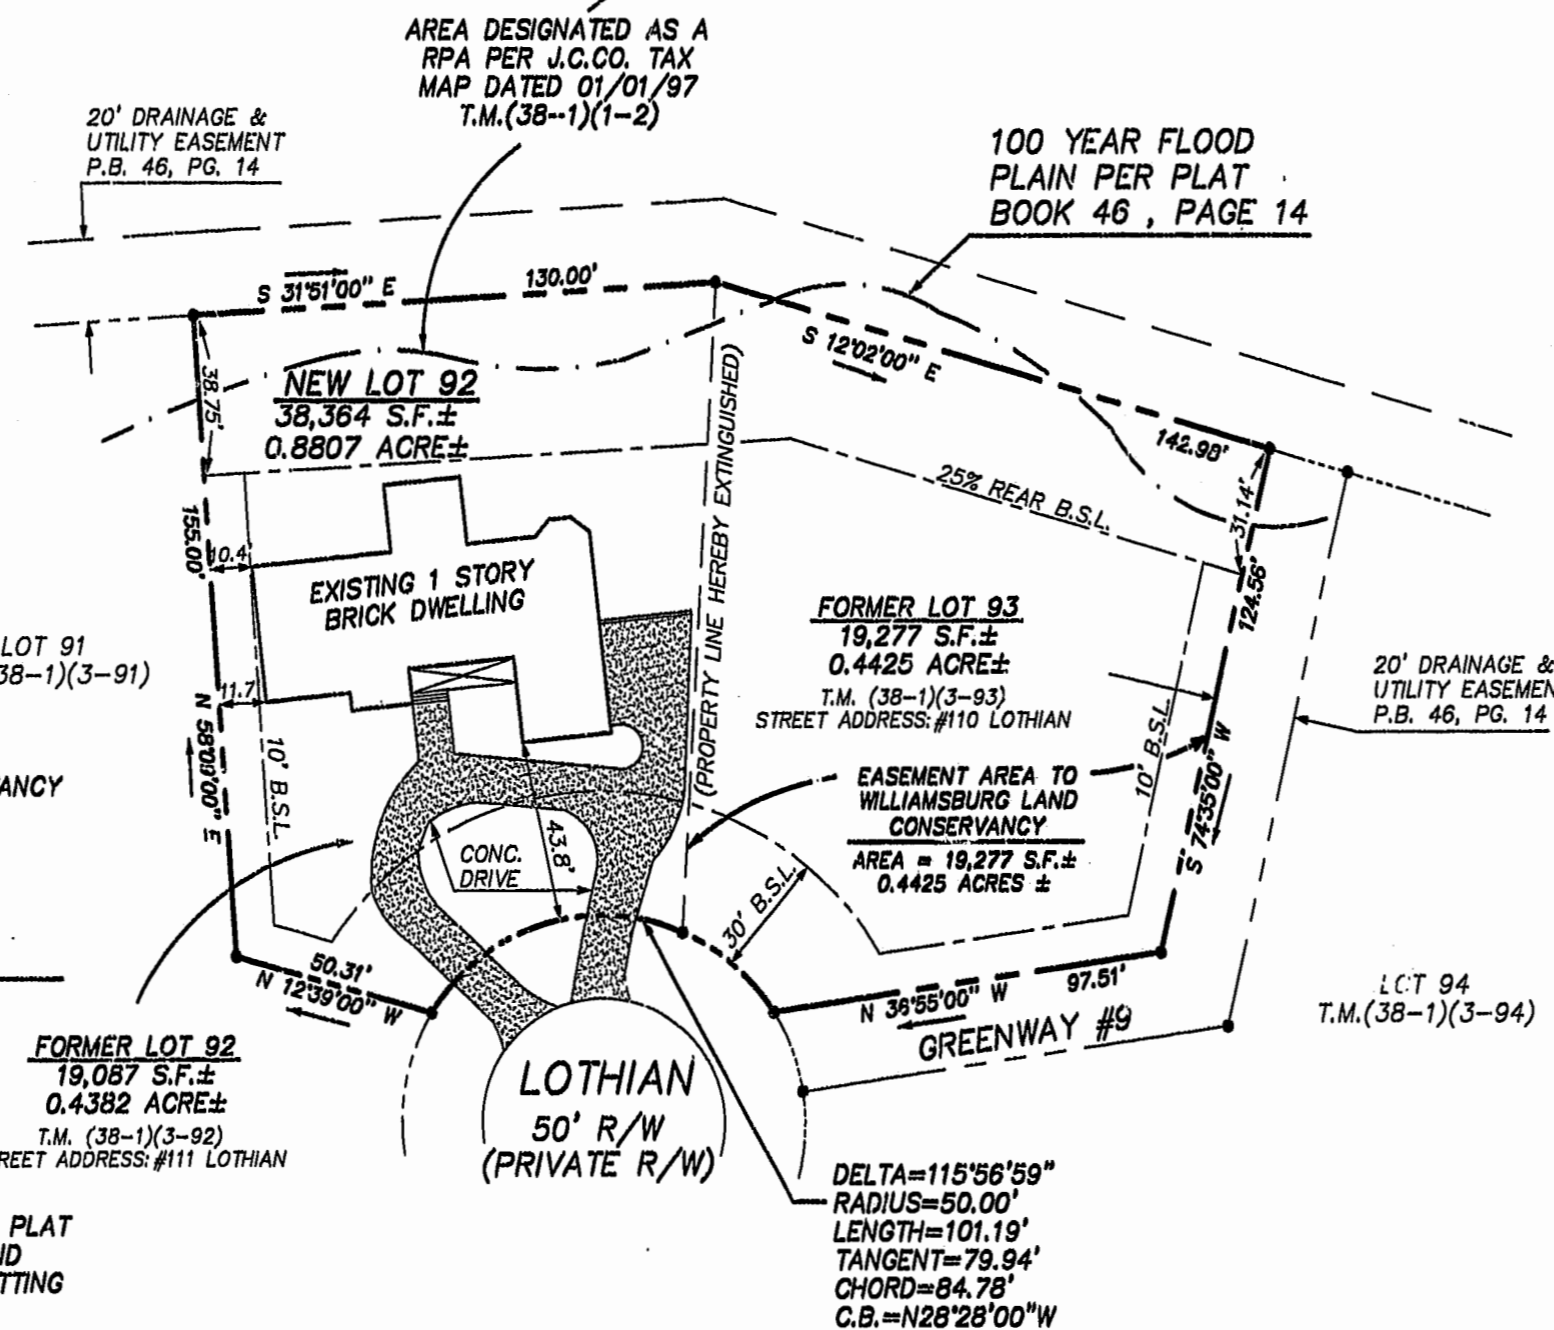 AREA DESIGNATED AS A
RPA PER J.C.CO. TAX
MAP DATED 01/01/97
T.M.(38--1)(1-2)
20' DRAINAGE &
UTILITY EASEMENT
P.B. 46, PG. 14
100 YEAR FLOOD
PLAIN PER PLAT
BOOK 46 , PAGE 14
S 31°51'00" E
130.00'
S 12°02'00" E
142.98'
38.75'
NEW LOT 92
38,364 S.F.±
0.8807 ACRE±
(PROPERTY LINE HEREBY EXTINGUISHED)
25% REAR B.S.L.
31.14'
124.56'
155.00'
10.4'
EXISTING 1 STORY
BRICK DWELLING
FORMER LOT 93
19,277 S.F.±
0.4425 ACRE±
T.M. (38-1)(3-93)
STREET ADDRESS: #110 LOTHIAN
LOT 91
38-1)(3-91)
11.7'
N 58°09'00" E
10' B.S.L.
20' DRAINAGE &
UTILITY EASEMEN
P.B. 46, PG. 14
10' B.S.L.
S 74°35'00" W
ANCY
EASEMENT AREA TO
WILLIAMSBURG LAND
CONSERVANCY
AREA = 19,277 S.F.±
0.4425 ACRES ±
43.8'
CONC.
DRIVE
30' B.S.L.
50.31'
N 12°39'00" W
N 36°55'00" W
97.51'
GREENWAY #9
LOT 94
T.M.(38-1)(3-94)
FORMER LOT 92
19,087 S.F.±
0.4382 ACRE±
T.M. (38-1)(3-92)
REET ADDRESS: #111 LOTHIAN
LOTHIAN
50' R/W
(PRIVATE R/W)
DELTA=115°56'59"
RADIUS=50.00'
LENGTH=101.19'
TANGENT=79.94'
CHORD=84.78'
C.B.=N28°28'00"W
PLAT
ND
TTING